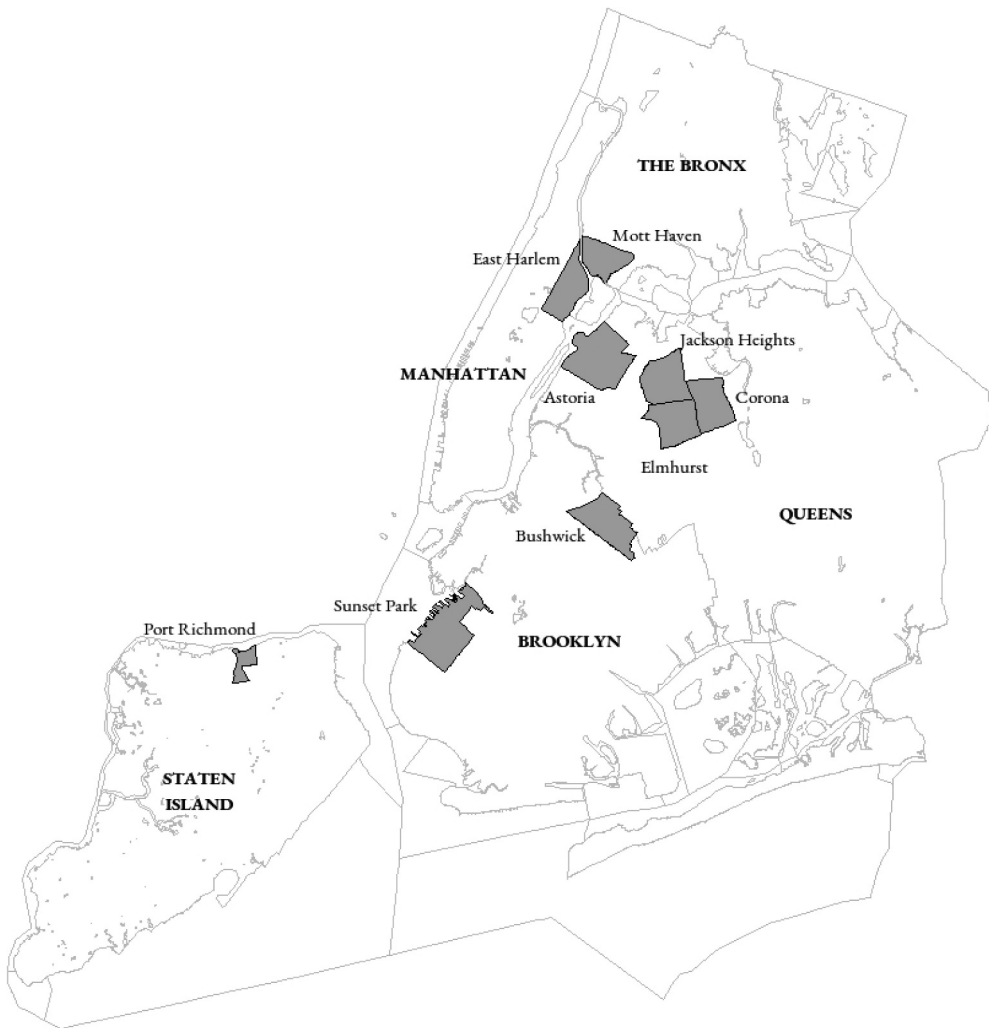 THE BRONX
Mott Haven
East Harlem
Jackson Heights
MANHATTAN
Astoria
Corona
Elmhurst
QUEENS
Bushwick
Sunset Park
Port Richmond
BROOKLYN
STATEN
ISLAND